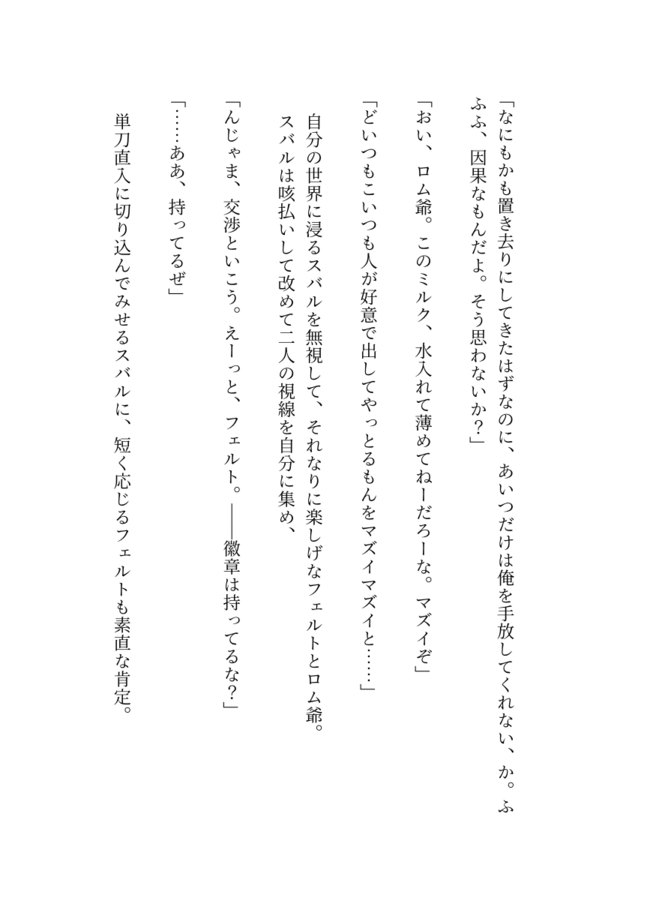 「なにもかも置き去りにしてきたはずなのに、あいつだけは俺を手放してくれない、か。ふ
ふふ、因果なもんだよ。そう思わないか？」
「おい、ロム爺。このミルク、水入れて薄めてねーだろーな。マズイぞ」
「どいつもこいつも人が好意で出してやっとるもんをマズイマズイと……」
自分の世界に浸るスバルを無視して、それなりに楽しげなフェルトとロム爺。
スバルは咳払いして改めて二人の視線を自分に集め、
「んじゃま、交渉といこう。えーっと、フェルト。――徽章は持ってるな？」
「……ああ、持ってるぜ」
単刀直入に切り込んでみせるスバルに、短く応じるフェルトも素直な肯定。